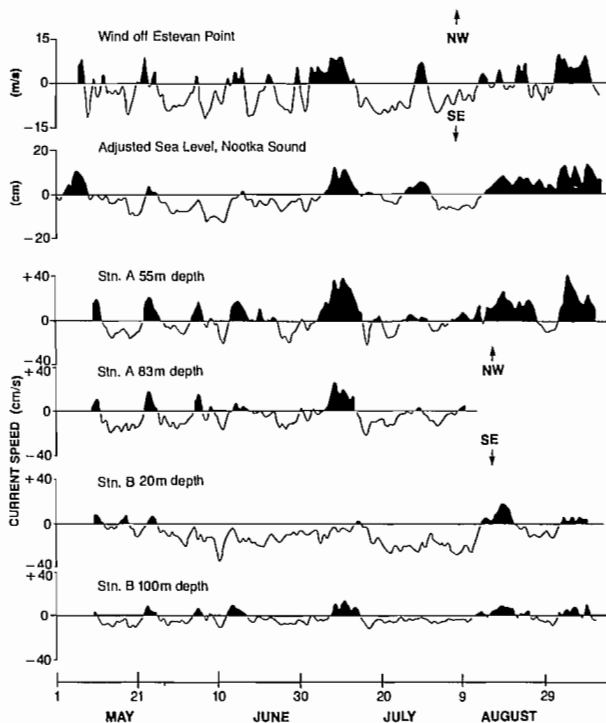 15
Wind off Estevan Point
NW
(m/s)
0
−15
SE
20
Adjusted Sea Level, Nootka Sound
(cm)
0
−20
+40
Stn. A 55m depth
0
−40
NW
+40
Stn. A 83m depth
0
−40
SE
CURRENT SPEED (cm/s)
+40
Stn. B 20m depth
0
−40
+40
Stn. B 100m depth
0
−40
1 21 10 30 20 9 29
MAY JUNE JULY AUGUST